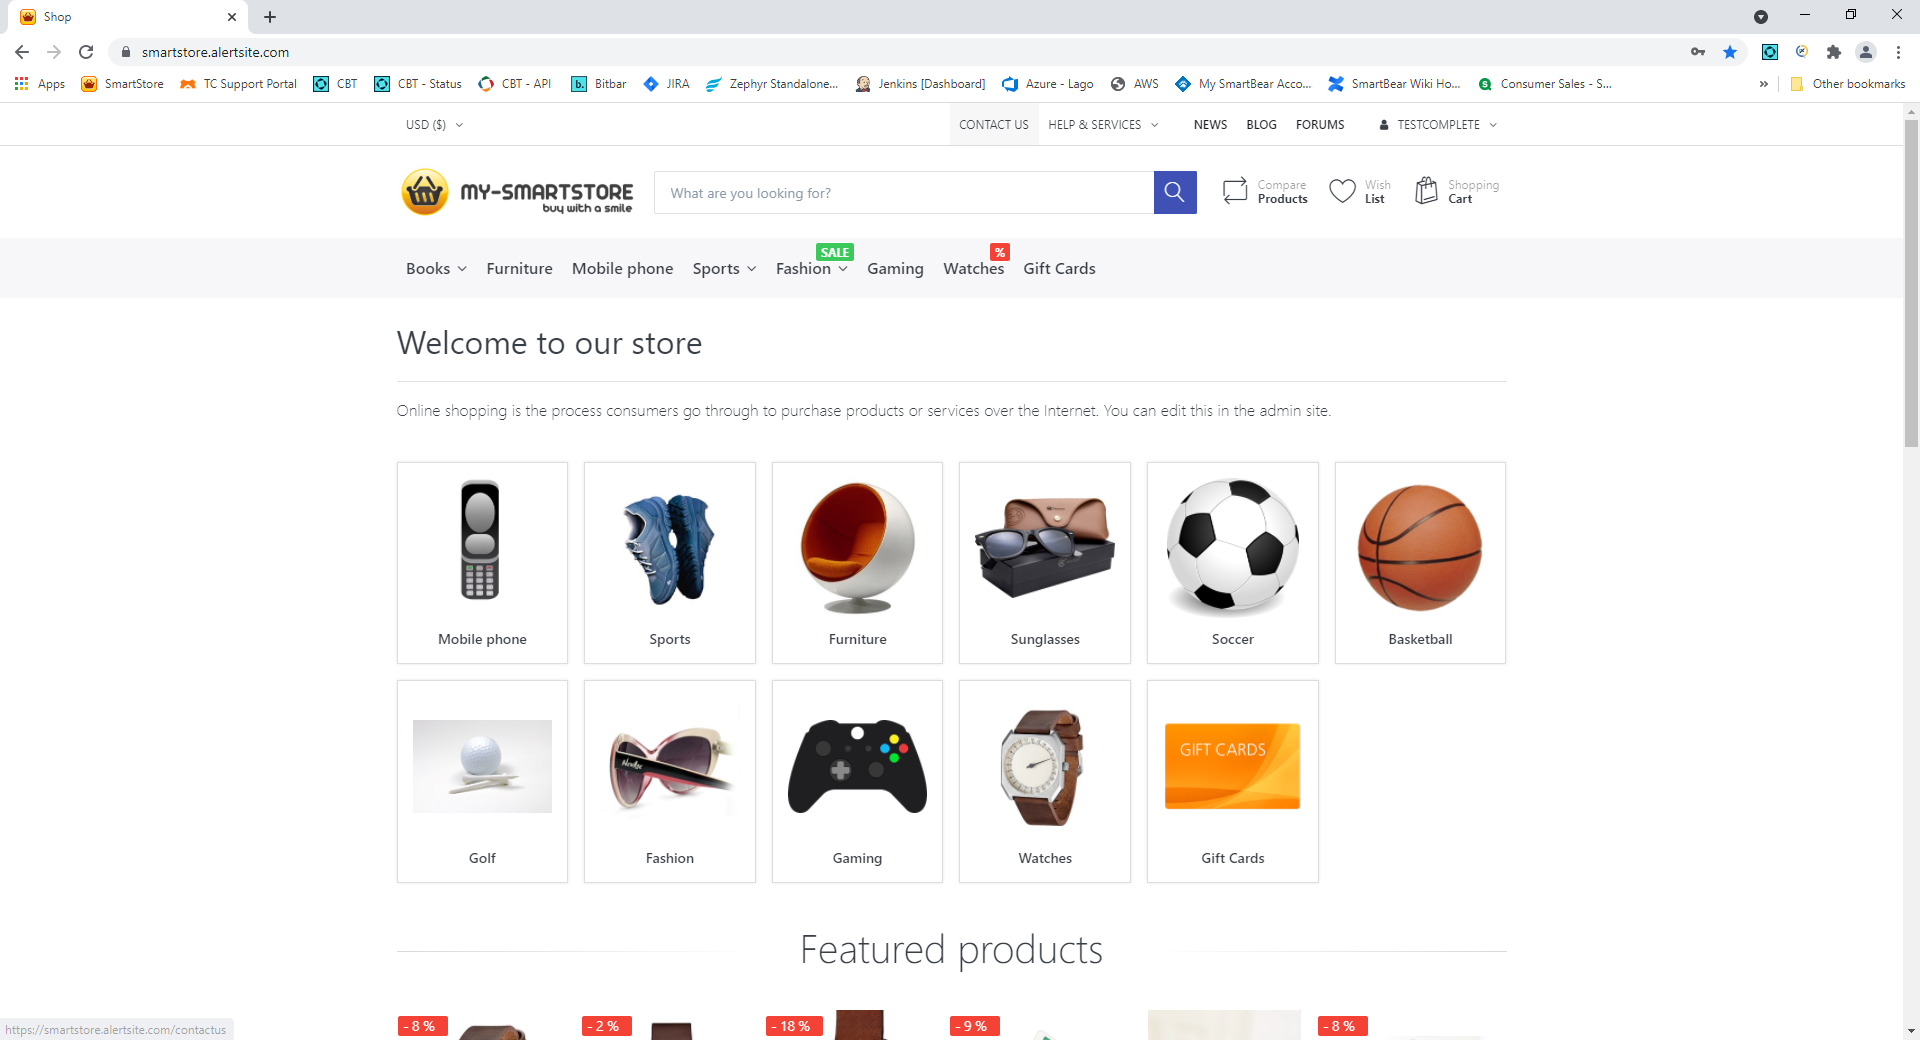 Shop
smartstore.alertsite.com
Apps SmartStore TC Support Portal CBT CBT - Status CBT - API b. Bitbar JIRA Zephyr Standalone... Jenkins [Dashboard] Azure - Lago AWS My SmartBear Acco... SmartBear Wiki Ho... Consumer Sales - S... » Other bookmarks
USD ($) CONTACT US HELP & SERVICES NEWS BLOG FORUMS TESTCOMPLETE
MY-SMARTSTORE
buy with a smile
What are you looking for?
Compare
Products
Wish
List
Shopping
Cart
SALE %
Books Furniture Mobile phone Sports Fashion Gaming Watches Gift Cards
Welcome to our store
Online shopping is the process consumers go through to purchase products or services over the Internet. You can edit this in the admin site.
Mobile phone Sports Furniture Sunglasses Soccer Basketball
GIFT CARDS
Golf Fashion Gaming Watches Gift Cards
Featured products
- 8 % - 2 % - 18 % - 9 % - 8 %
https://smartstore.alertsite.com/contactus